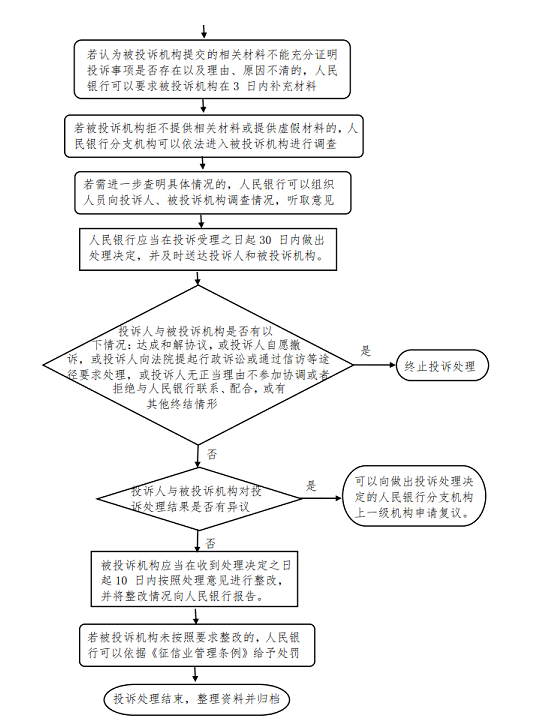 若认为被投诉机构提交的相关材料不能充分证明
投诉事项是否存在以及理由、原因不清的，人民
银行可以要求被投诉机构在 3 日内补充材料
若被投诉机构拒不提供相关材料或提供虚假材料的，人
民银行分支机构可以依法进入被投诉机构进行调查
若需进一步查明具体情况的，人民银行可以组织
人员向投诉人、被投诉机构调查情况，听取意见
人民银行应当在投诉受理之日起 30 日内做出
处理决定，并及时送达投诉人和被投诉机构。
投诉人与被投诉机构是否有以
下情况：达成和解协议，或投诉人自愿撤
诉，或投诉人向法院提起行政诉讼或通过信访等途
径要求处理，或投诉人无正当理由不参加协调或者
拒绝与人民银行联系、配合，或有
其他终结情形
是
终止投诉处理
否
投诉人与被投诉机构对投
诉处理结果是否有异议
是
可以向做出投诉处理决
定的人民银行分支机构
上一级机构申请复议。
否
被投诉机构应当在收到处理决定之日
起 10 日内按照处理意见进行整改，
并将整改情况向人民银行报告。
若被投诉机构未按照要求整改的，人民银
行可以依据《征信业管理条例》给予处罚
投诉处理结束，整理资料并归档